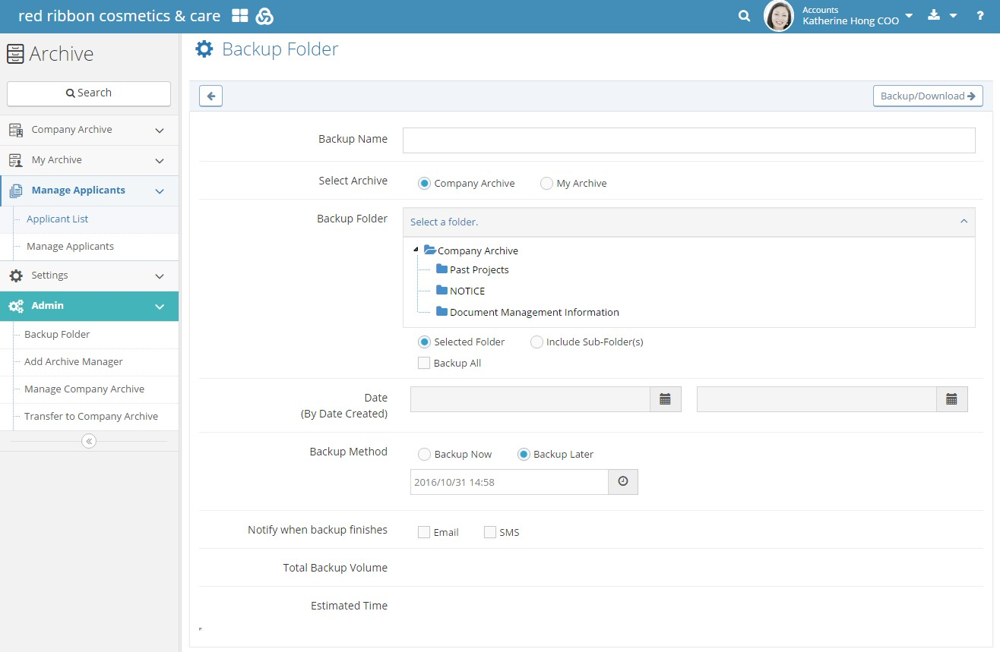 red ribbon cosmetics & care
Accounts
Katherine Hong COO
?
Archive
Search
Company Archive
My Archive
Manage Applicants
Applicant List
Manage Applicants
Settings
Admin
Backup Folder
Add Archive Manager
Manage Company Archive
Transfer to Company Archive
Backup Folder
Backup/Download
Backup Name
Select Archive
Company Archive
My Archive
Backup Folder
Select a folder.
Company Archive
Past Projects
NOTICE
Document Management Information
Selected Folder
Include Sub-Folder(s)
Backup All
Date
(By Date Created)
Backup Method
Backup Now
Backup Later
2016/10/31 14:58
Notify when backup finishes
Email
SMS
Total Backup Volume
Estimated Time